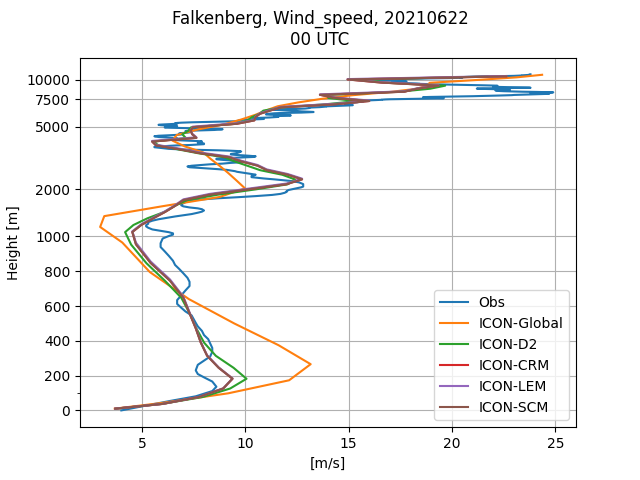 Falkenberg, Wind_speed, 20210622
00 UTC
Height [m]
10000
7500
5000
2000
1000
800
600
400
200
0
5
10
15
20
25
[m/s]
Obs
ICON-Global
ICON-D2
ICON-CRM
ICON-LEM
ICON-SCM